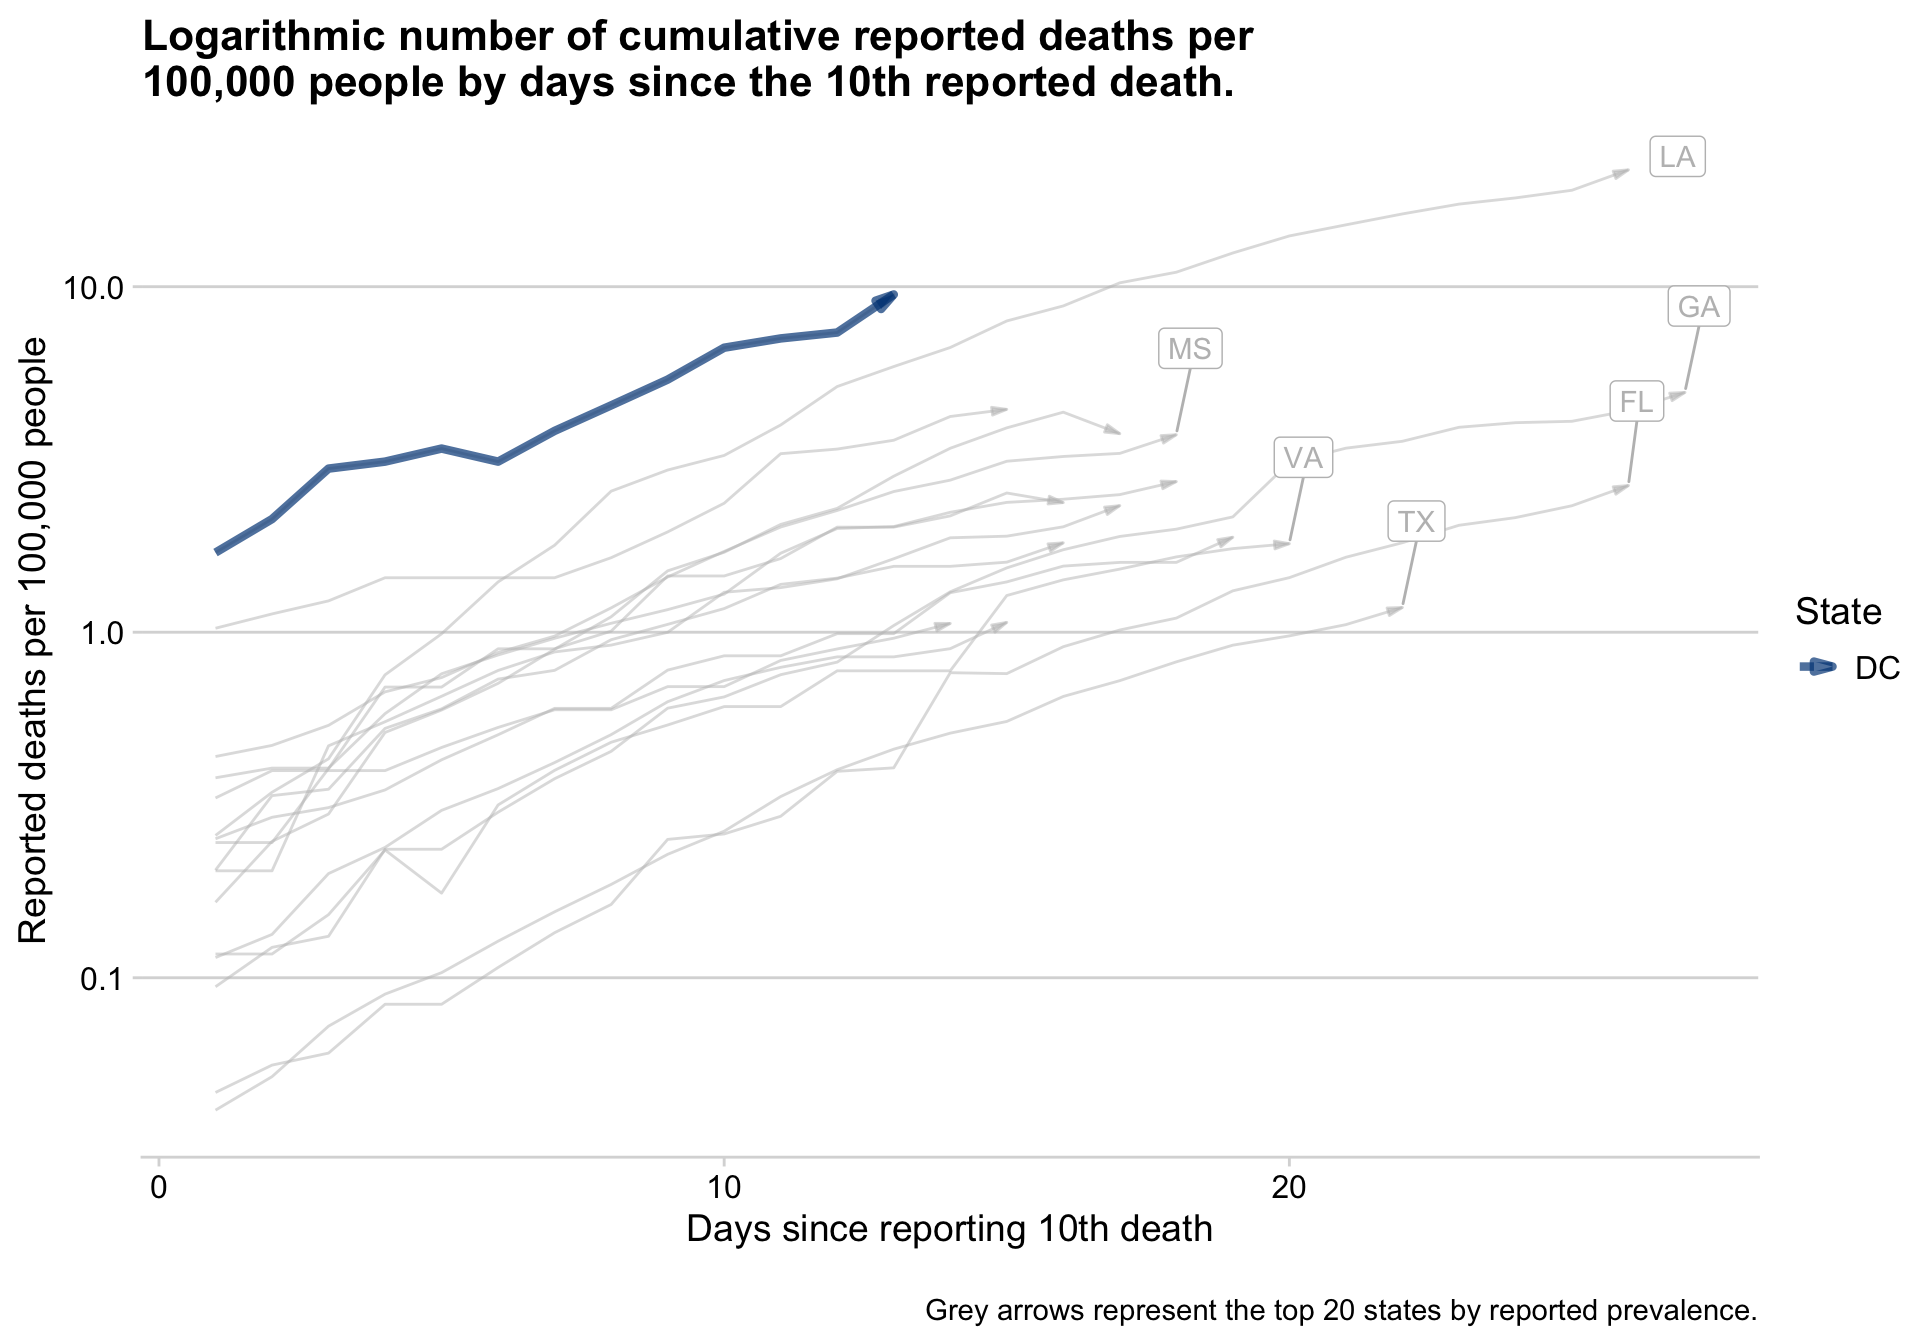 Logarithmic number of cumulative reported deaths per
100,000 people by days since the 10th reported death.
LA
10.0
GA
MS
FL
VA
TX
1.0
0.1
Reported deaths per 100,000 people
State
DC
0
10
20
Days since reporting 10th death
Grey arrows represent the top 20 states by reported prevalence.